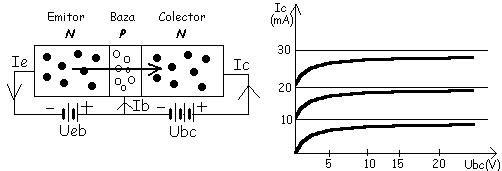 Emitor Baza Colector
N P N
Ie Ic
Ib
− + − +
Ueb Ubc
Ic
(mA)
30
20
10
5 10 15 20 Ubc(V)